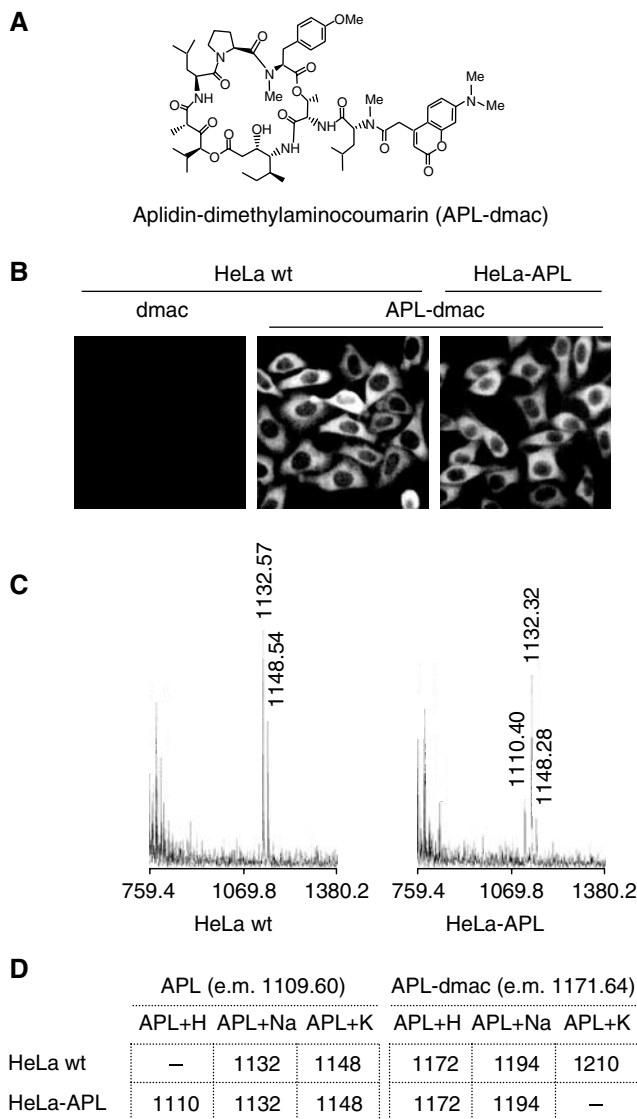 A
OMe
O
O
N
O
N
Me
O
O
NH
O
O
O
O
OH
O
O
NH
O
NH
O
Me
N
O
Me
N
Me
O
O
Aplidin-dimethylaminocoumarin (APL-dmac)
B
HeLa wt HeLa-APL
dmac APL-dmac
C
1132.57
1148.54
1110.40
1132.32
1148.28
759.4 1069.8 1380.2 759.4 1069.8 1380.2
HeLa wt HeLa-APL
D
APL (e.m. 1109.60) APL-dmac (e.m. 1171.64)
APL+H APL+Na APL+K APL+H APL+Na APL+K
HeLa wt – 1132 1148 1172 1194 1210
HeLa-APL 1110 1132 1148 1172 1194 –